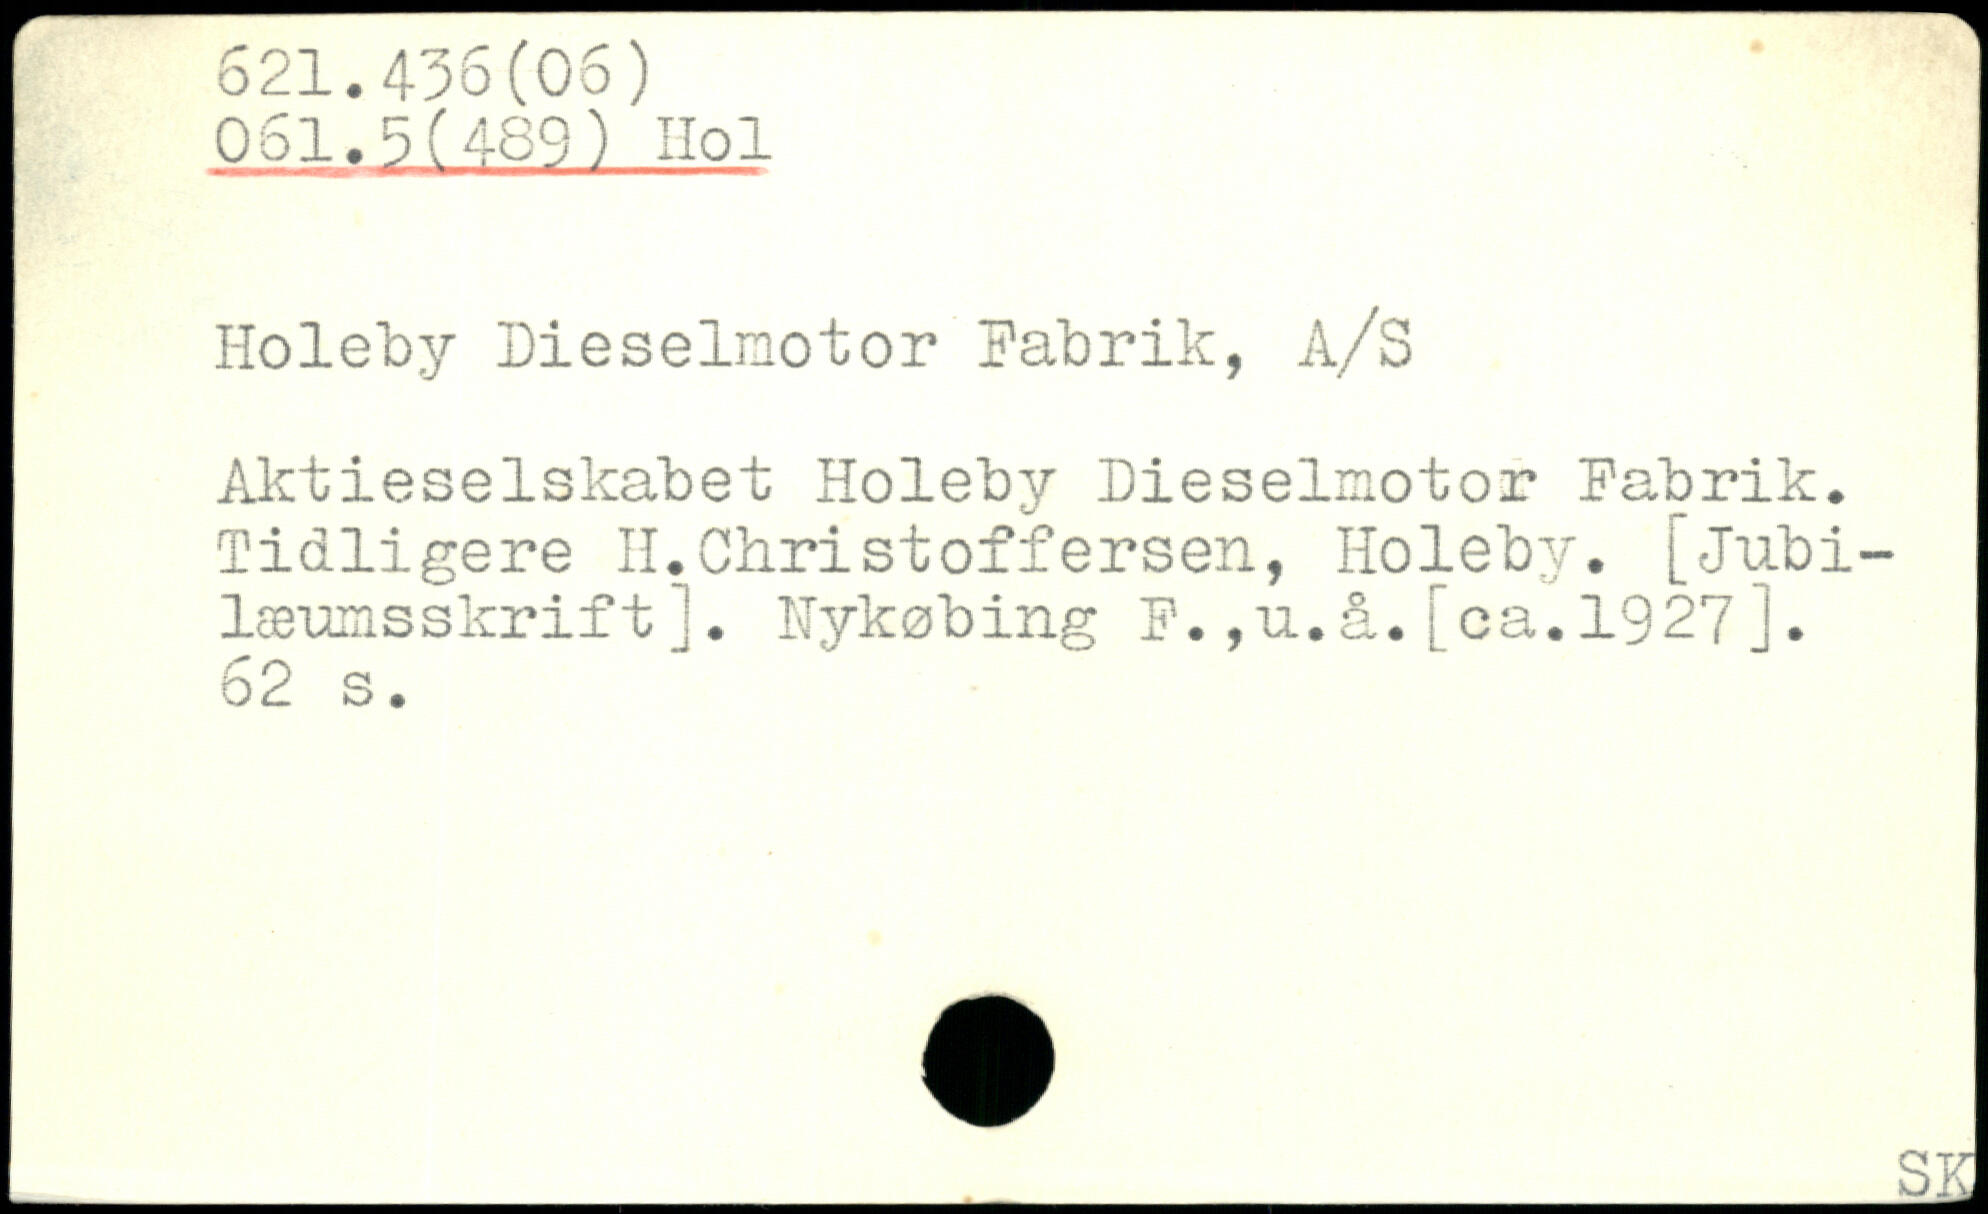 621.436(06)
061.5(489) Hol
Holeby Dieselmotor Fabrik, A/S
Aktieselskabet Holeby Dieselmotor Fabrik.
Tidligere H.Christoffersen, Holeby. [Jubi-
læumsskrift]. Nykøbing F.,u.å.[ca.1927].
62 s.
SK